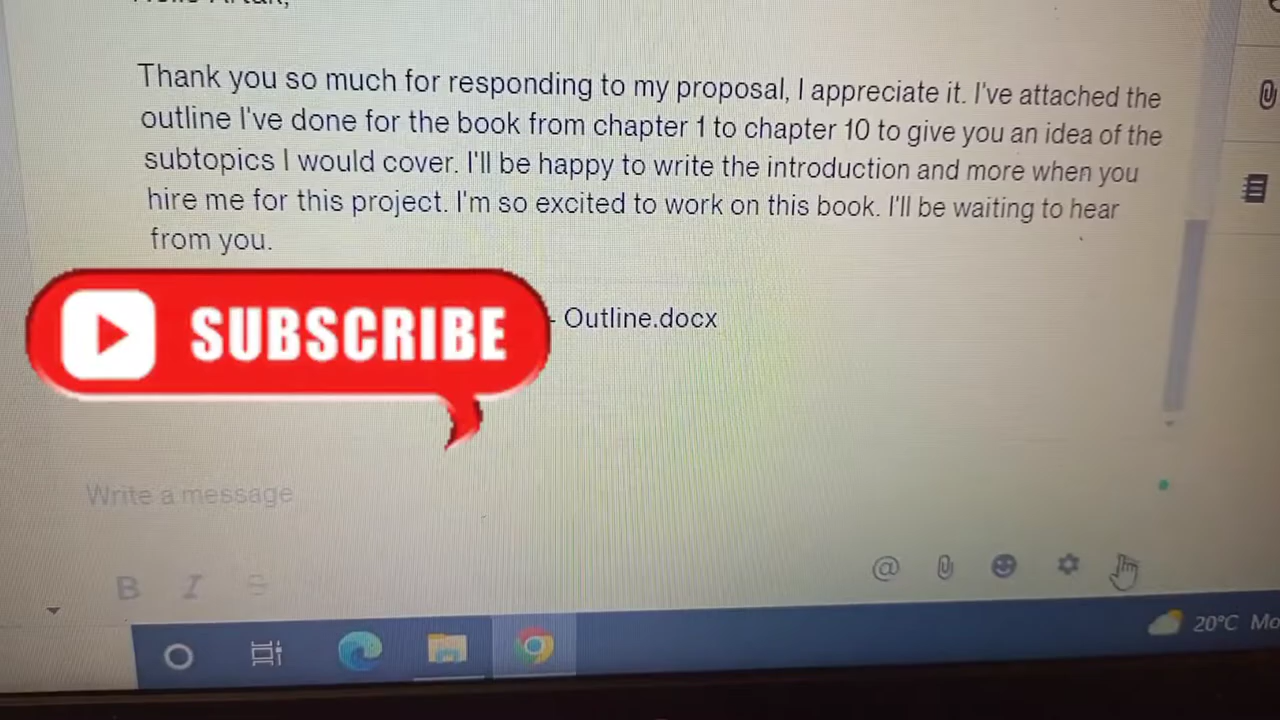 Thank you so much for responding to my proposal, I appreciate it. I've attached the
outline I've done for the book from chapter 1 to chapter 10 to give you an idea of the
subtopics I would cover. I'll be happy to write the introduction and more when you
hire me for this project. I'm so excited to work on this book. I'll be waiting to hear
from you.
SUBSCRIBE
- Outline.docx
Write a message
@
B I S
20°C